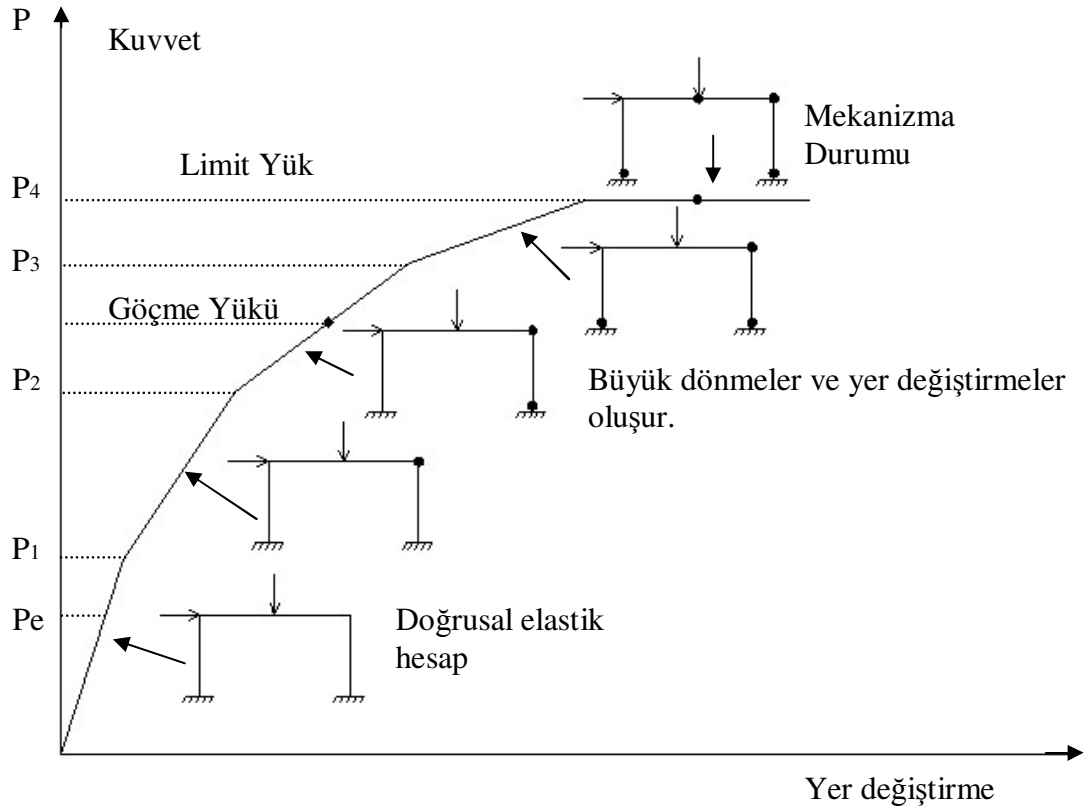 P
Kuvvet
Mekanizma
Durumu
Limit Yük
P4
P3
Göçme Yükü
P2
Büyük dönmeler ve yer değiştirmeler
oluşur.
P1
Pe
Doğrusal elastik
hesap
Yer değiştirme